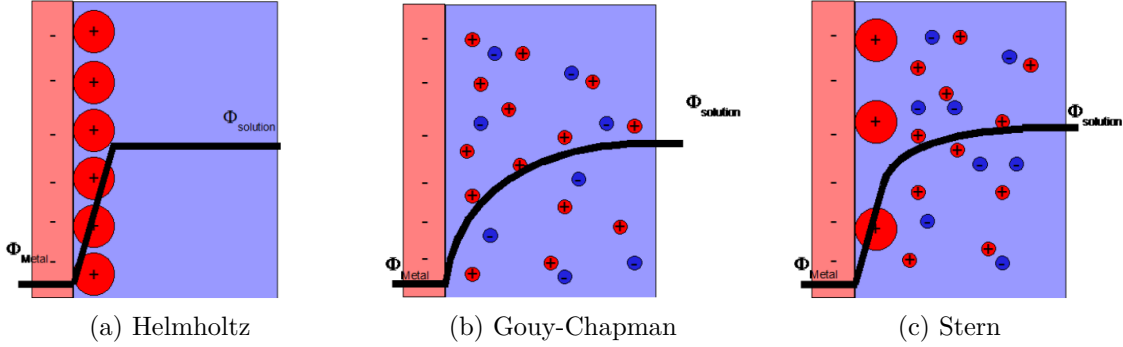 Φsolution
ΦMetal
(a) Helmholtz
Φsolution
ΦMetal
(b) Gouy-Chapman
Φsolution
ΦMetal
(c) Stern